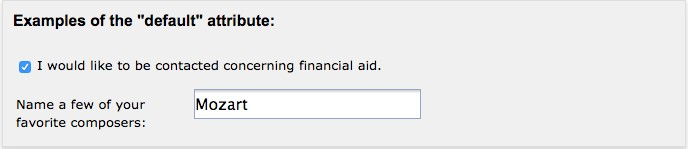 Examples of the "default" attribute:
I would like to be contacted concerning financial aid.
Name a few of your
favorite composers:
Mozart